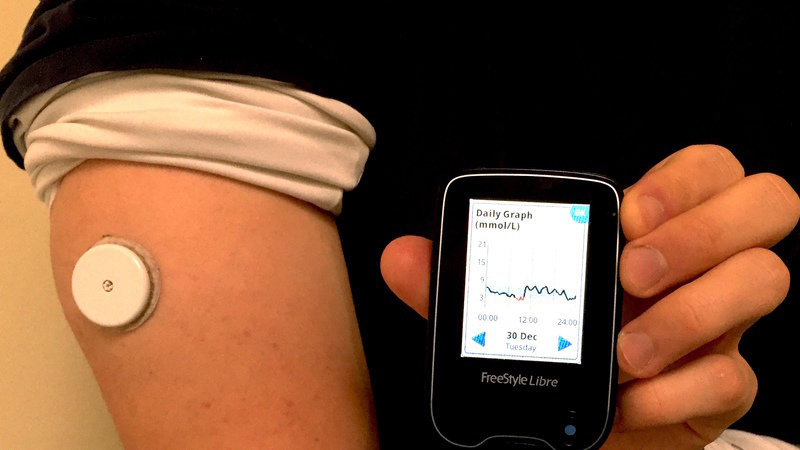 Daily Graph
(mmol/L)
21
15
9
3
00:00 12:00 24:00
30 Dec
Tuesday
FreeStyle Libre